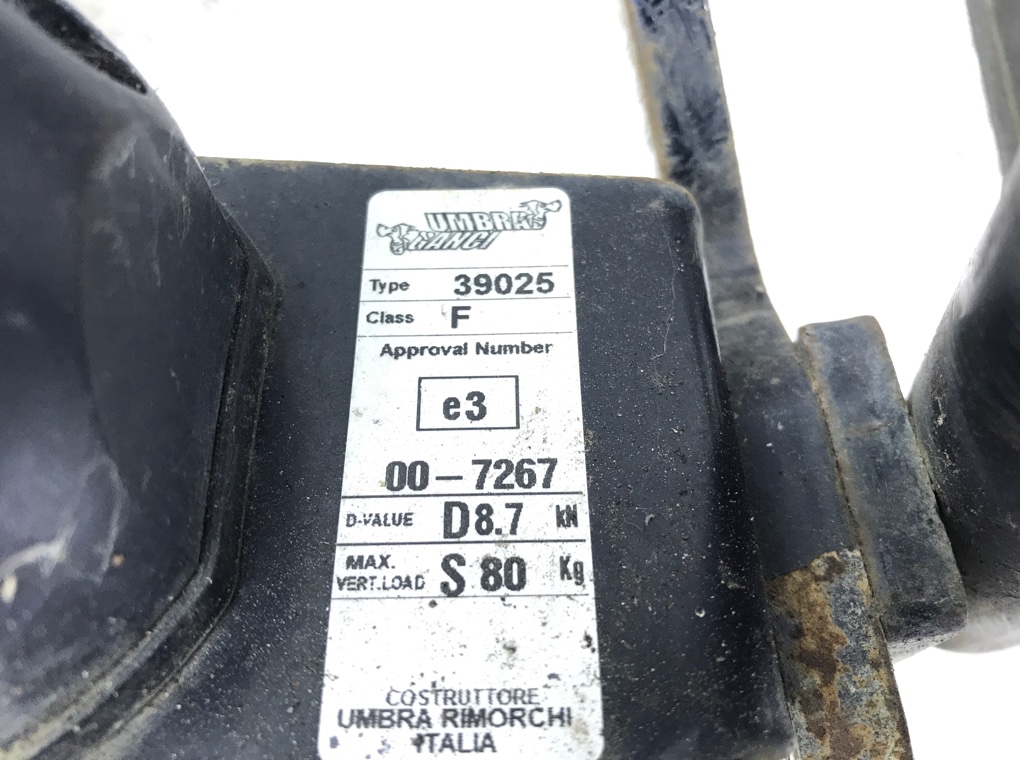 UMBRA
GANCI
Type 39025
Class F
Approval Number
e3
00-7267
D-VALUE D8.7 kN
MAX.
VERT.LOAD S 80 Kg
COSTRUTTORE
UMBRA RIMORCHI
ITALIA